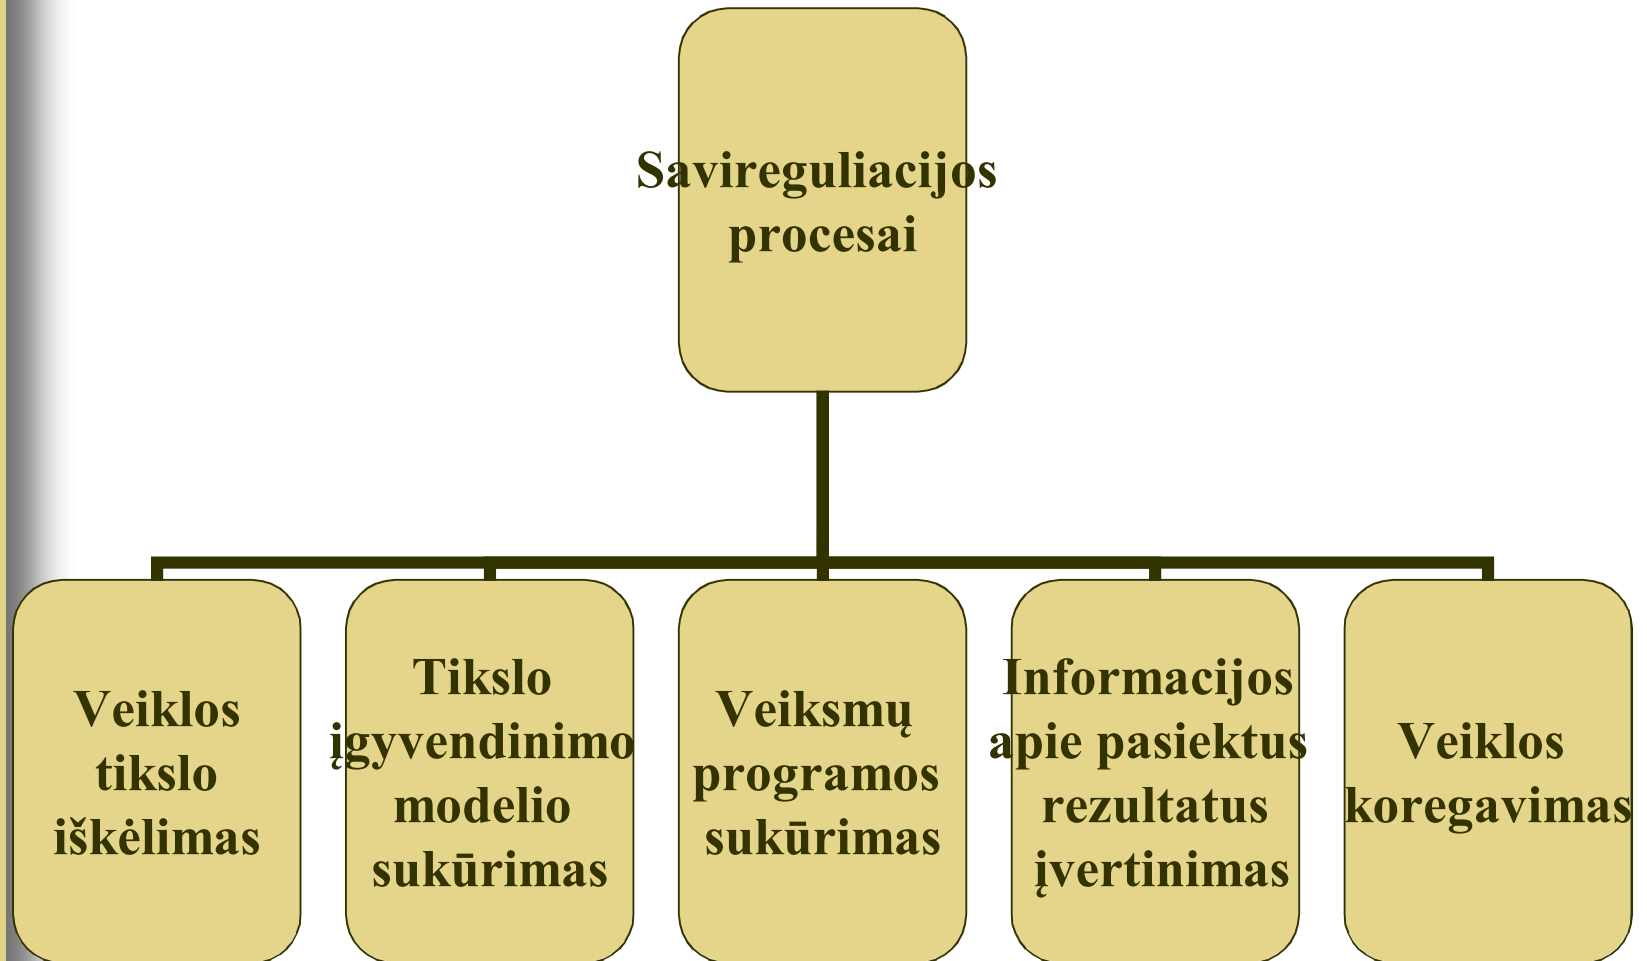 Savireguliacijos
procesai
Veiklos
tikslo
iškėlimas
Tikslo
įgyvendinimo
modelio
sukūrimas
Veiksmų
programos
sukūrimas
Informacijos
apie pasiektus
rezultatus
įvertinimas
Veiklos
koregavimas